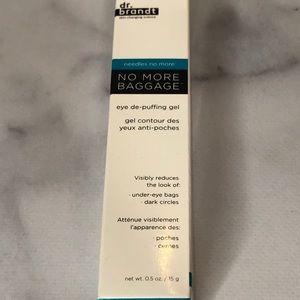 dr.
brandt
skin changing science
needles no more
NO MORE
BAGGAGE
eye de-puffing gel
gel contour des
yeux anti-poches
Visibly reduces
the look of:
· under-eye bags
· dark circles
Atténue visiblement
l'apparence des:
· poches
· cernes
net wt. 0.5 oz. / 15 g